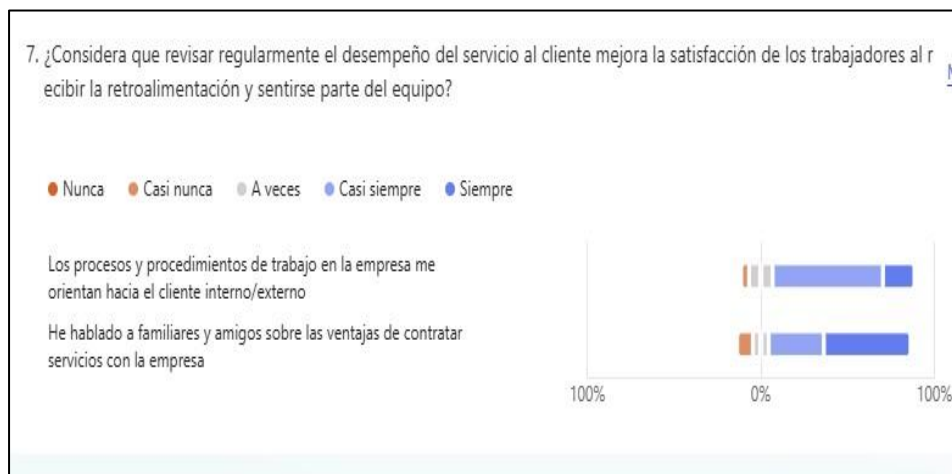 7. ¿Considera que revisar regularmente el desempeño del servicio al cliente mejora la satisfacción de los trabajadores al r
ecibir la retroalimentación y sentirse parte del equipo?
Nunca Casi nunca A veces Casi siempre Siempre
Los procesos y procedimientos de trabajo en la empresa me
orientan hacia el cliente interno/externo
He hablado a familiares y amigos sobre las ventajas de contratar
servicios con la empresa
100% 0% 100%